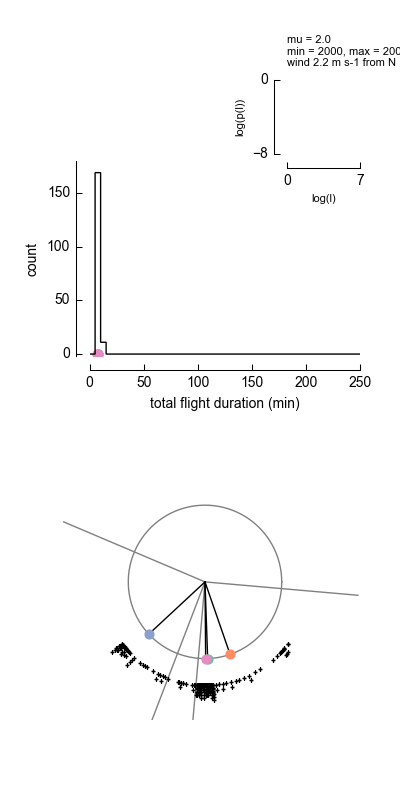 mu = 2.0
min = 2000, max = 200
wind 2.2 m s-1 from N
0
log(p(l))
−8
0
7
log(l)
150
100
50
0
count
0
50
100
150
200
250
total flight duration (min)